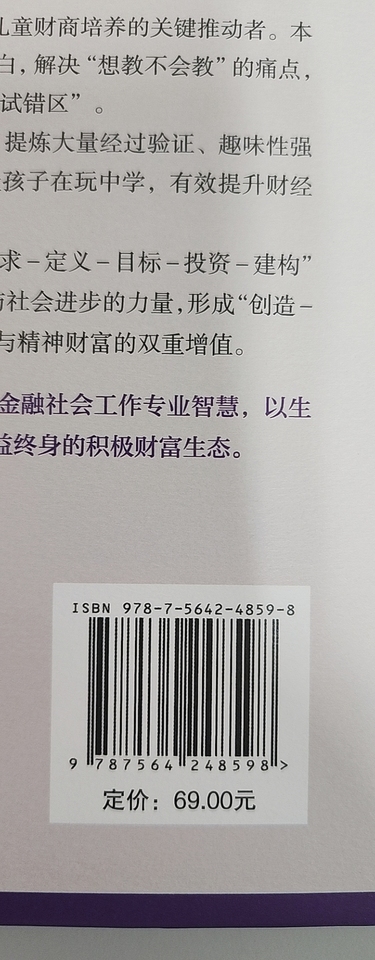 儿童财商培养的关键推动者。本
白，解决“想教不会教”的痛点，
试错区”。
提炼大量经过验证、趣味性强
孩子在玩中学，有效提升财经
求－定义－目标－投资－建构”
与社会进步的力量，形成“创造－
与精神财富的双重增值。
金融社会工作专业智慧，以生
益终身的积极财富生态。
ISBN 978-7-5642-4859-8
9 787564 248598 >
定价：69.00元